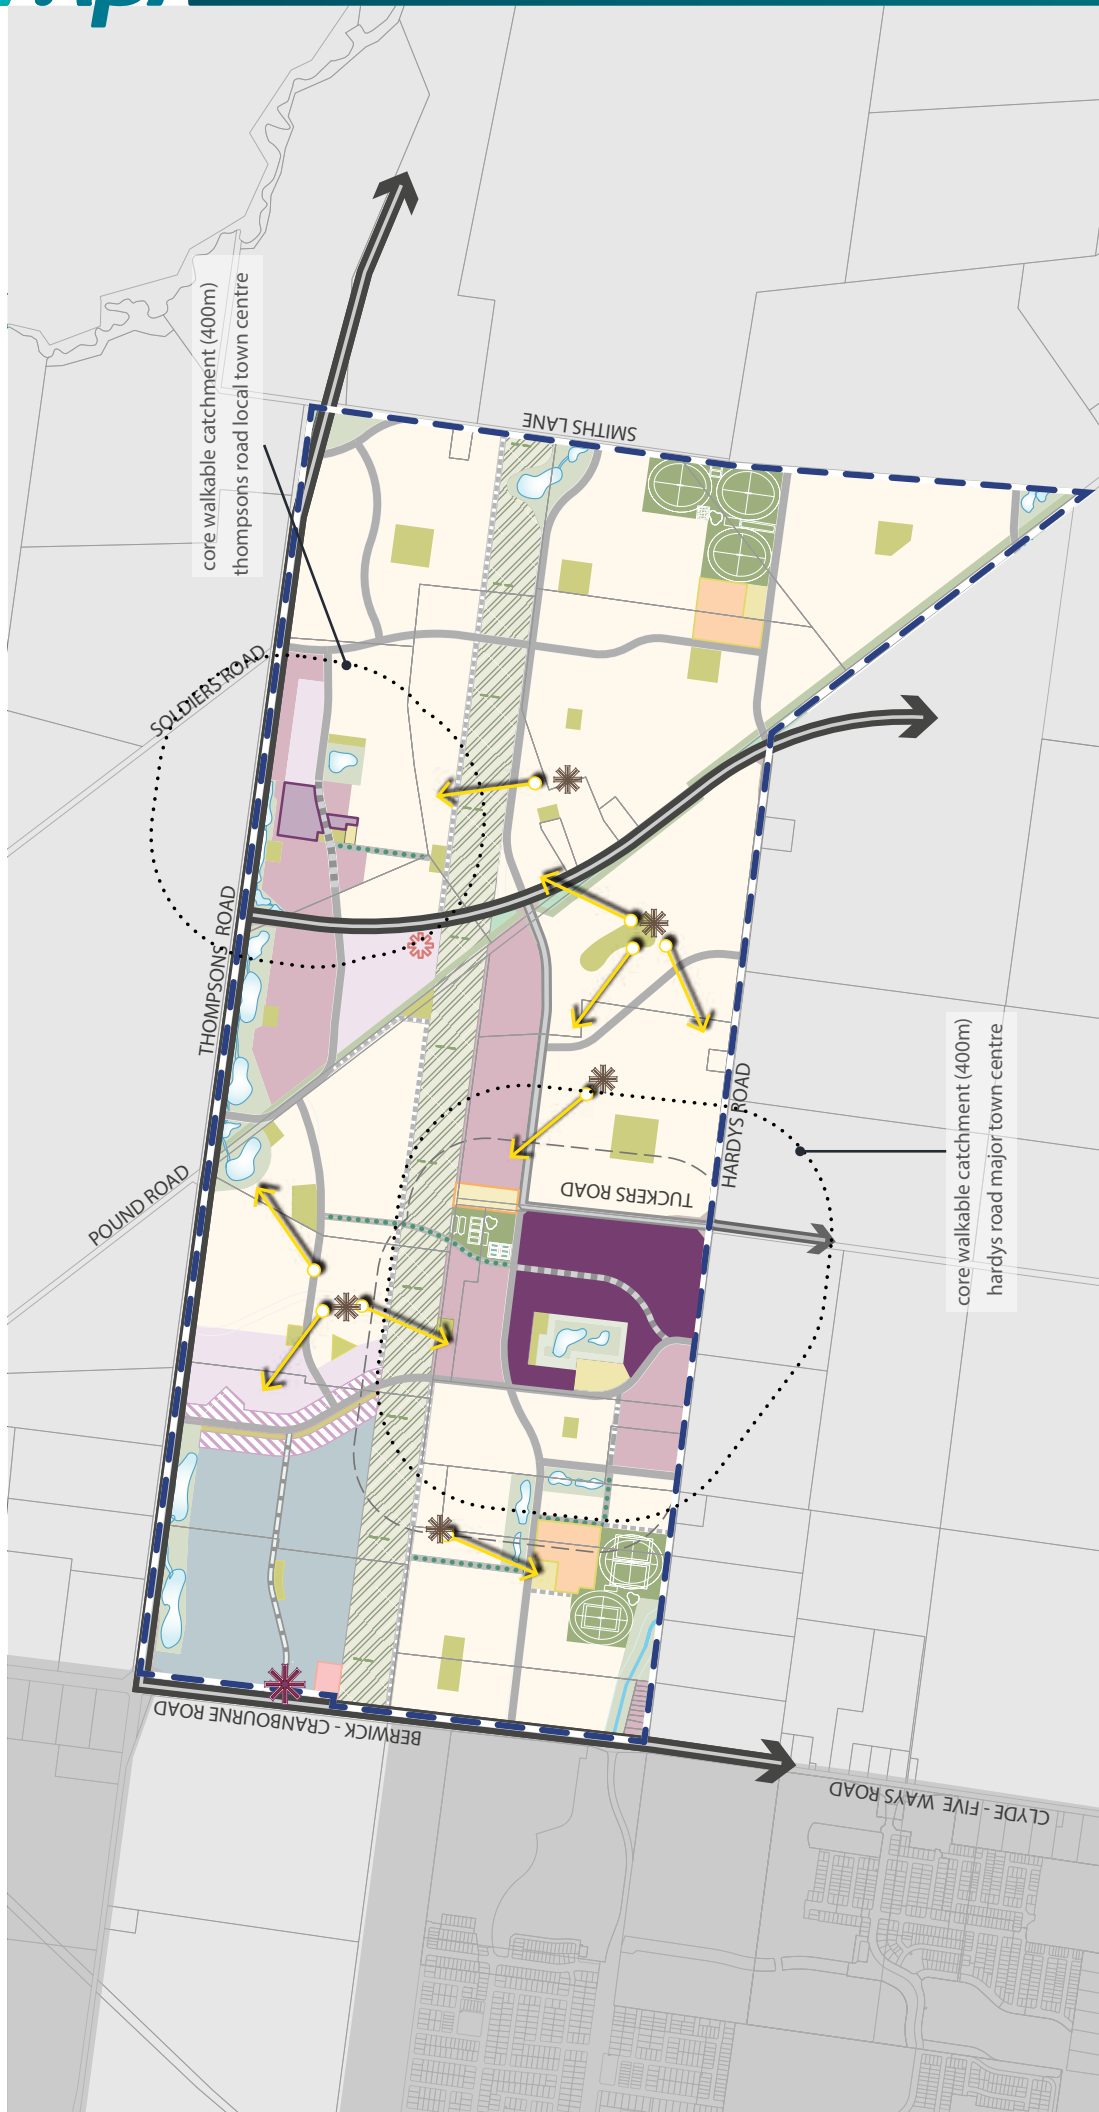 core walkable catchment (400m)
thompsons road local town centre
SMITHS LANE
SOLDIERS ROAD
THOMPSONS ROAD
POUND ROAD
HARDYS ROAD
TUCKERS ROAD
core walkable catchment (400m)
hardys road major town centre
BERWICK - CRANBOURNE ROAD
CLYDE - FIVE WAYS ROAD